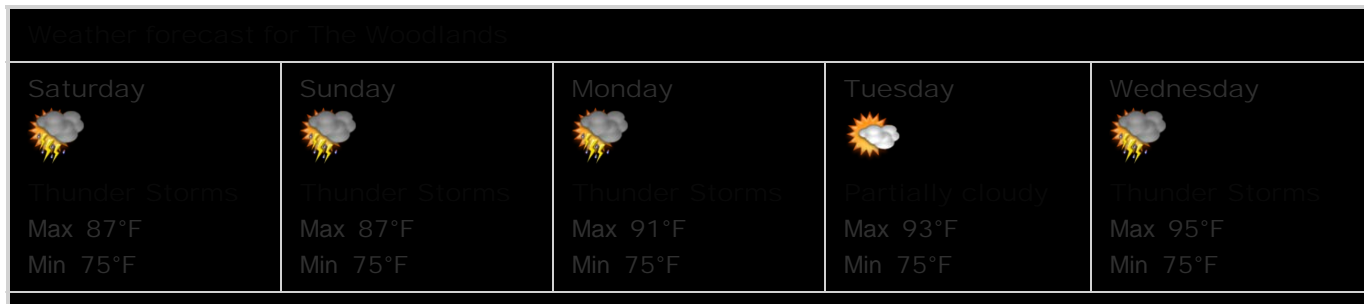 Weather forecast for The Woodlands
Saturday
Thunder Storms
Max 87°F
Min 75°F
Sunday
Thunder Storms
Max 87°F
Min 75°F
Monday
Thunder Storms
Max 91°F
Min 75°F
Tuesday
Partially cloudy
Max 93°F
Min 75°F
Wednesday
Thunder Storms
Max 95°F
Min 75°F